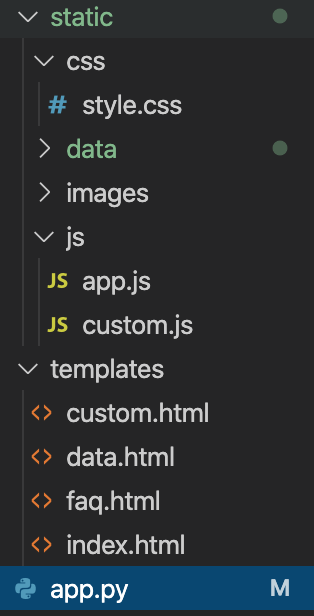 static
css
# style.css
data
images
js
JS app.js
JS custom.js
templates
<> custom.html
<> data.html
<> faq.html
<> index.html
app.py M